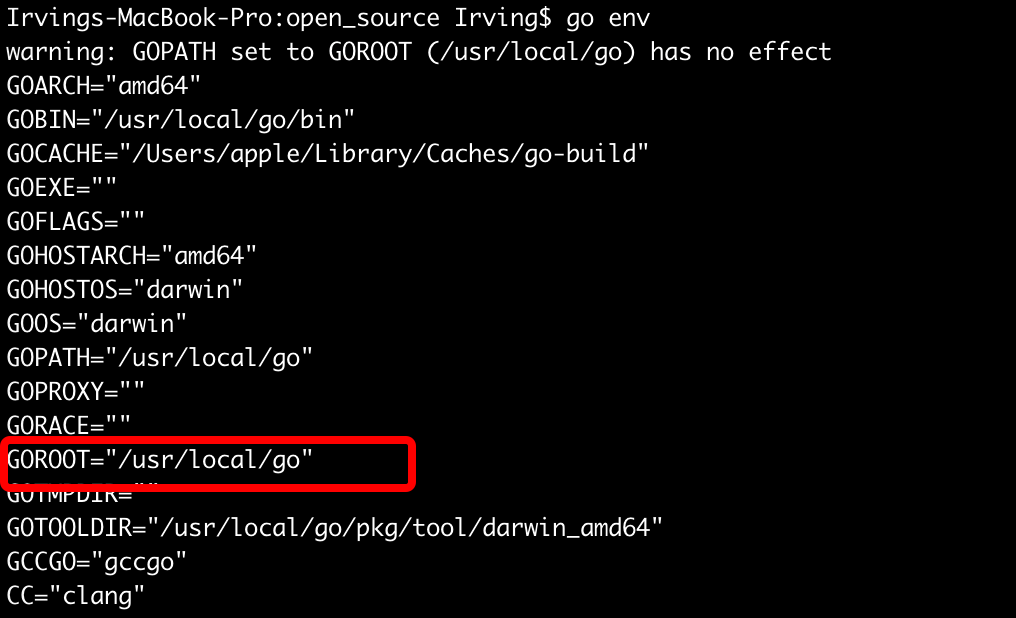 Irvings-MacBook-Pro:open_source Irving$ go env
warning: GOPATH set to GOROOT (/usr/local/go) has no effect
GOARCH="amd64"
GOBIN="/usr/local/go/bin"
GOCACHE="/Users/apple/Library/Caches/go-build"
GOEXE=""
GOFLAGS=""
GOHOSTARCH="amd64"
GOHOSTOS="darwin"
GOOS="darwin"
GOPATH="/usr/local/go"
GOPROXY=""
GORACE=""
GOROOT="/usr/local/go"
GOTMPDIR=""
GOTOOLDIR="/usr/local/go/pkg/tool/darwin_amd64"
GCCGO="gccgo"
CC="clang"